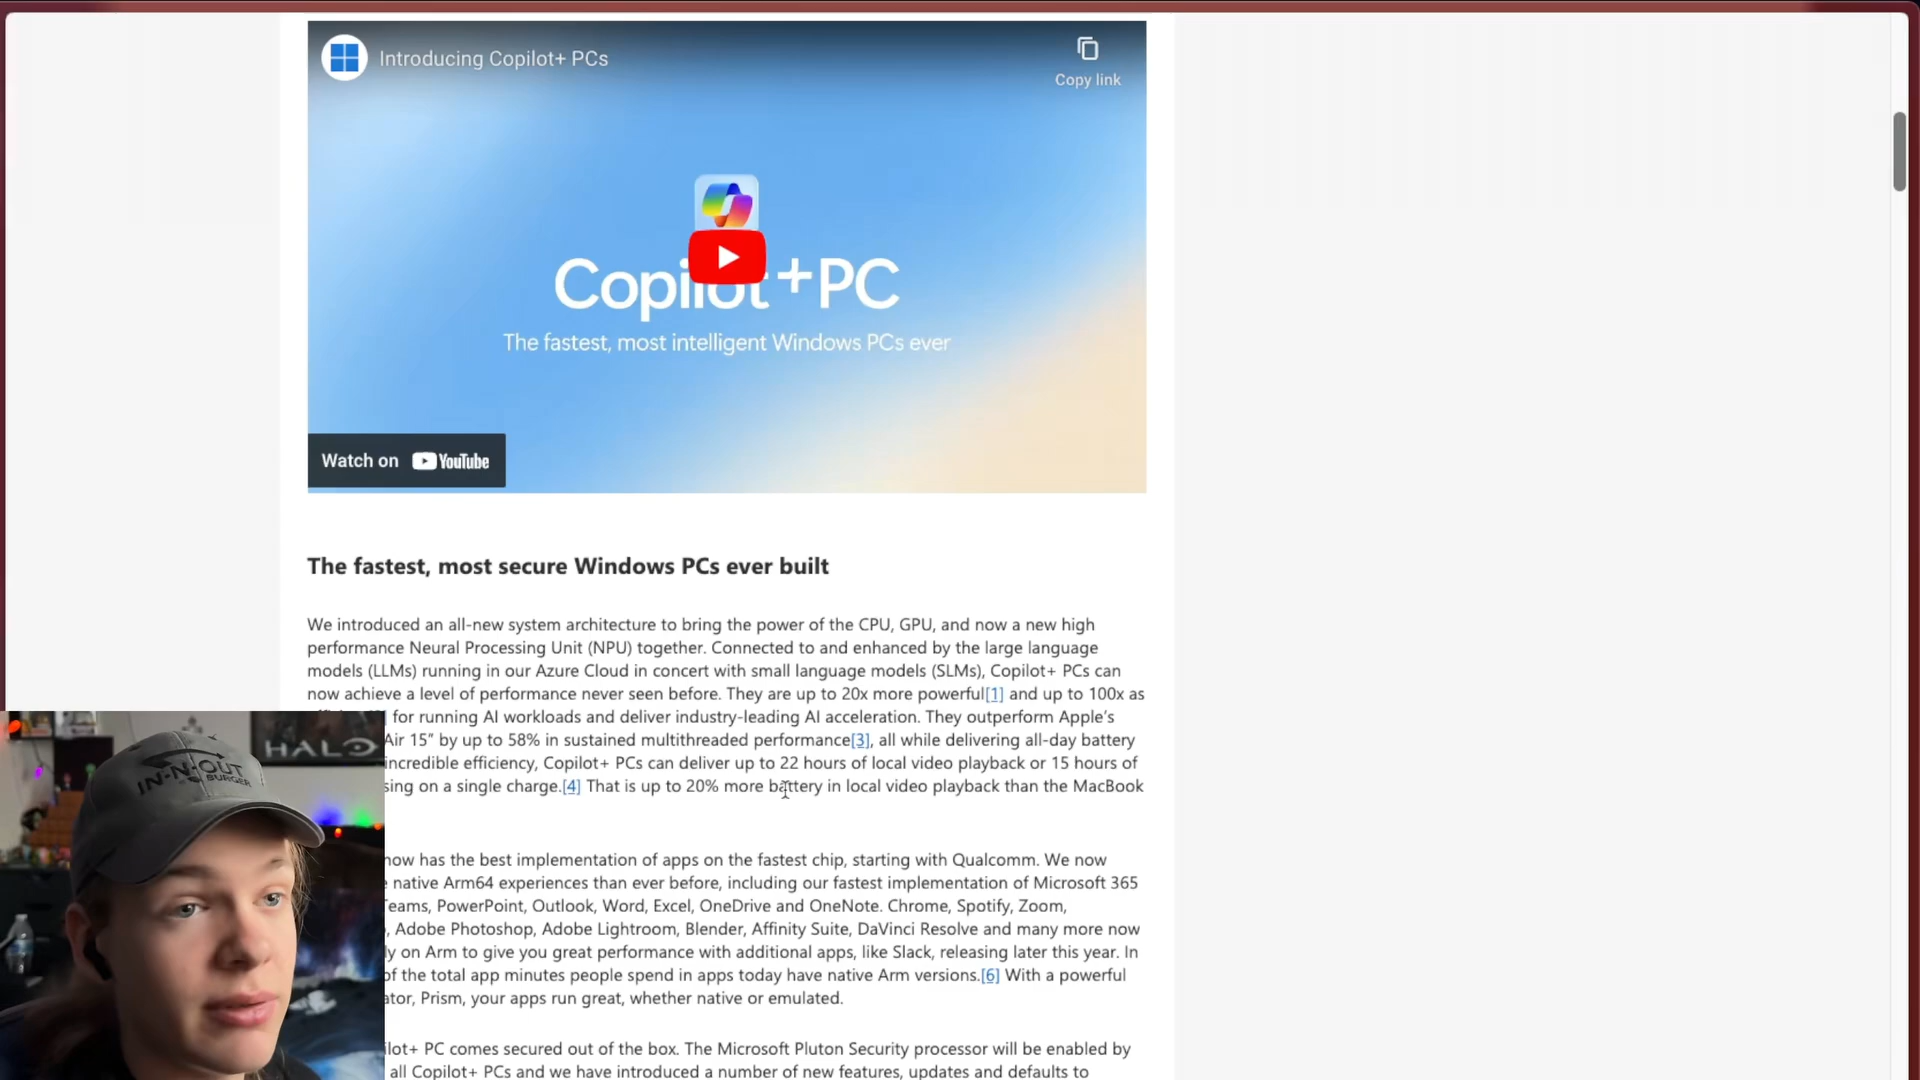 Introducing Copilot+ PCs
Copy link
Copilot+PC
The fastest, most intelligent Windows PCs ever
Watch on YouTube
The fastest, most secure Windows PCs ever built
We introduced an all-new system architecture to bring the power of the CPU, GPU, and now a new high
performance Neural Processing Unit (NPU) together. Connected to and enhanced by the large language
models (LLMs) running in our Azure Cloud in concert with small language models (SLMs), Copilot+ PCs can
now achieve a level of performance never seen before. They are up to 20x more powerful[1] and up to 100x as
for running AI workloads and deliver industry-leading AI acceleration. They outperform Apple's
Air 15" by up to 58% in sustained multithreaded performance[3], all while delivering all-day battery
incredible efficiency, Copilot+ PCs can deliver up to 22 hours of local video playback or 15 hours of
sing on a single charge.[4] That is up to 20% more battery in local video playback than the MacBook
now has the best implementation of apps on the fastest chip, starting with Qualcomm. We now
native Arm64 experiences than ever before, including our fastest implementation of Microsoft 365
Teams, PowerPoint, Outlook, Word, Excel, OneDrive and OneNote. Chrome, Spotify, Zoom,
, Adobe Photoshop, Adobe Lightroom, Blender, Affinity Suite, DaVinci Resolve and many more now
ly on Arm to give you great performance with additional apps, like Slack, releasing later this year. In
of the total app minutes people spend in apps today have native Arm versions.[6] With a powerful
ator, Prism, your apps run great, whether native or emulated.
ilot+ PC comes secured out of the box. The Microsoft Pluton Security processor will be enabled by
all Copilot+ PCs and we have introduced a number of new features, updates and defaults to
HALO
IN-N-OUT
BURGER